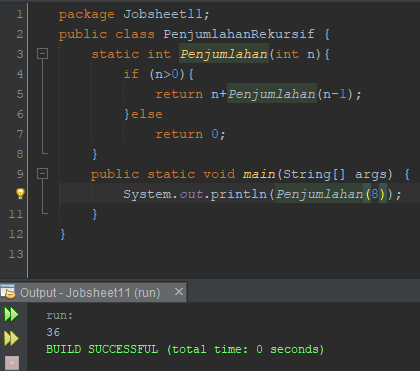 1 package Jobsheet11;
2 public class PenjumlahanRekursif {
3 static int Penjumlahan(int n){
4 if (n>0){
5 return n+Penjumlahan(n-1);
6 }else
7 return 0;
8 }
9 public static void main(String[] args) {
System.out.println(Penjumlahan(8));
11 }
12 }
13
Output - Jobsheet11 (run) ×
run:
36
BUILD SUCCESSFUL (total time: 0 seconds)